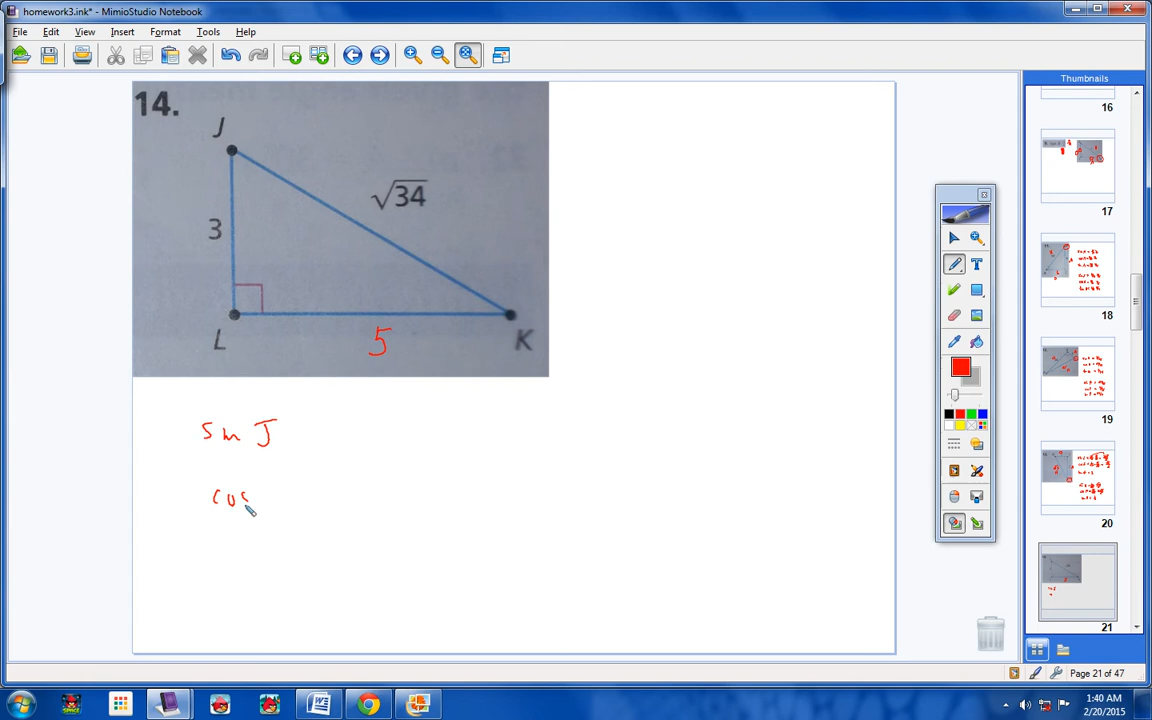 homework3.ink* - MimioStudio Notebook
File Edit View Insert Format Tools Help
Thumbnails
14.
J
√34
3
L
5
K
sin J
cos
16
17
18
19
20
21
Page 21 of 47
1:40 AM
2/20/2015